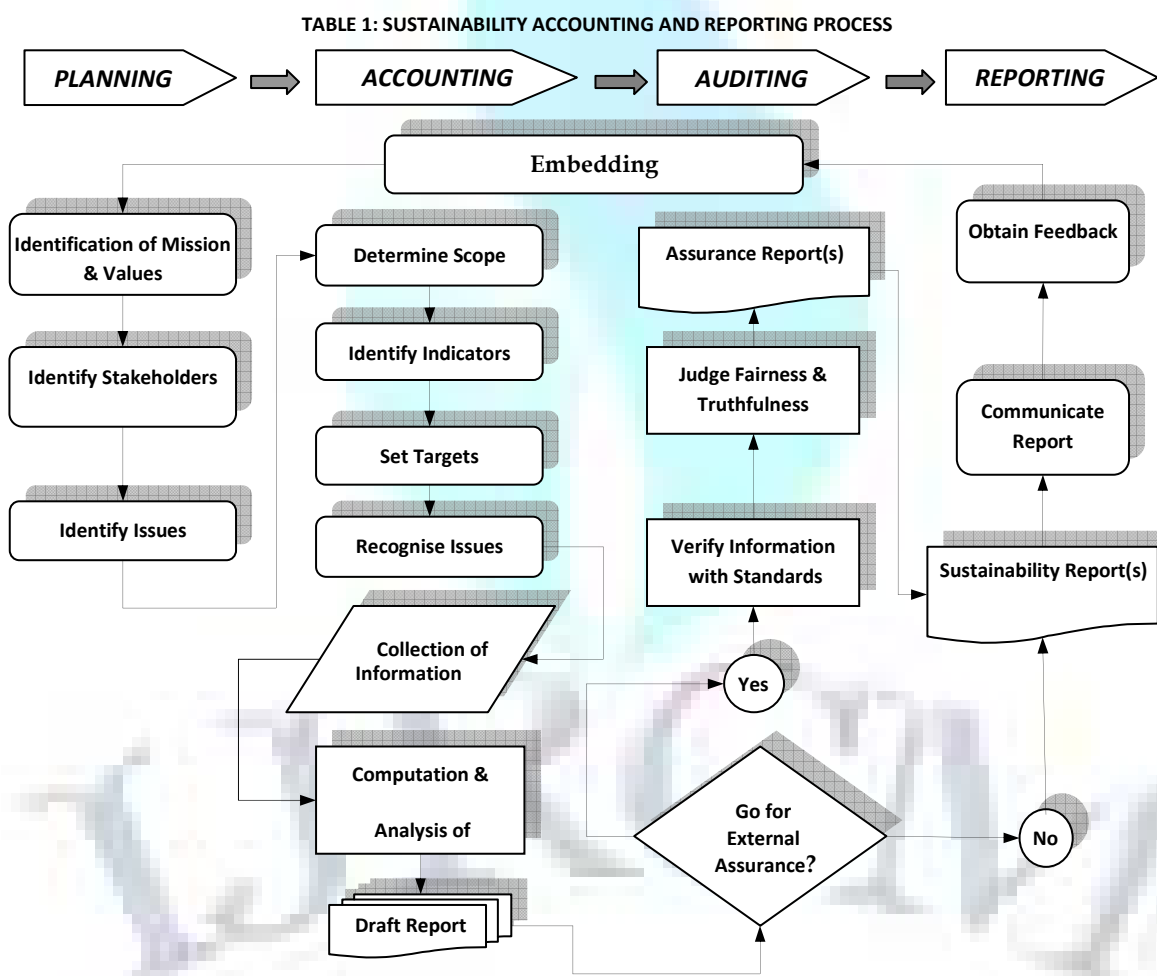 TABLE 1: SUSTAINABILITY ACCOUNTING AND REPORTING PROCESS
PLANNING
ACCOUNTING
AUDITING
REPORTING
Embedding
Identification of Mission
& Values
Identify Stakeholders
Identify Issues
Determine Scope
Identify Indicators
Set Targets
Recognise Issues
Collection of
Information
Computation &
Analysis of
Draft Report
Assurance Report(s)
Judge Fairness &
Truthfulness
Verify Information
with Standards
Yes
Go for
External
Assurance?
No
Obtain Feedback
Communicate
Report
Sustainability Report(s)